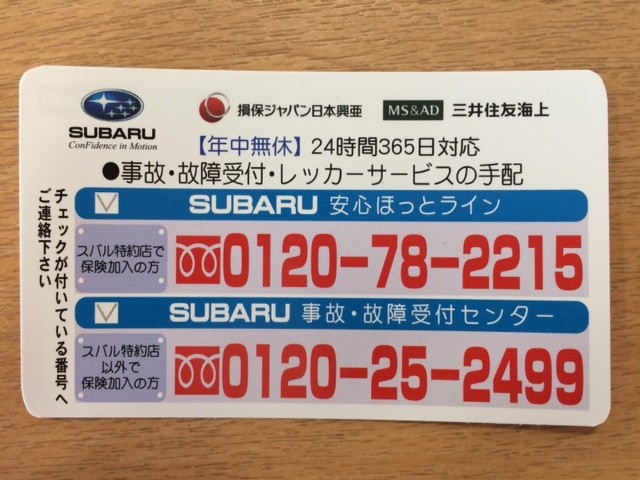 SUBARU
Confidence in Motion
損保ジャパン日本興亜
MS&AD 三井住友海上
【年中無休】24時間365日対応
●事故・故障受付・レッカーサービスの手配
チェックが付いている番号へ
ご連絡下さい
SUBARU 安心ほっとライン
スバル特約店で
保険加入の方
0120-78-2215
SUBARU 事故・故障受付センター
スバル特約店
以外で
保険加入の方
0120-25-2499